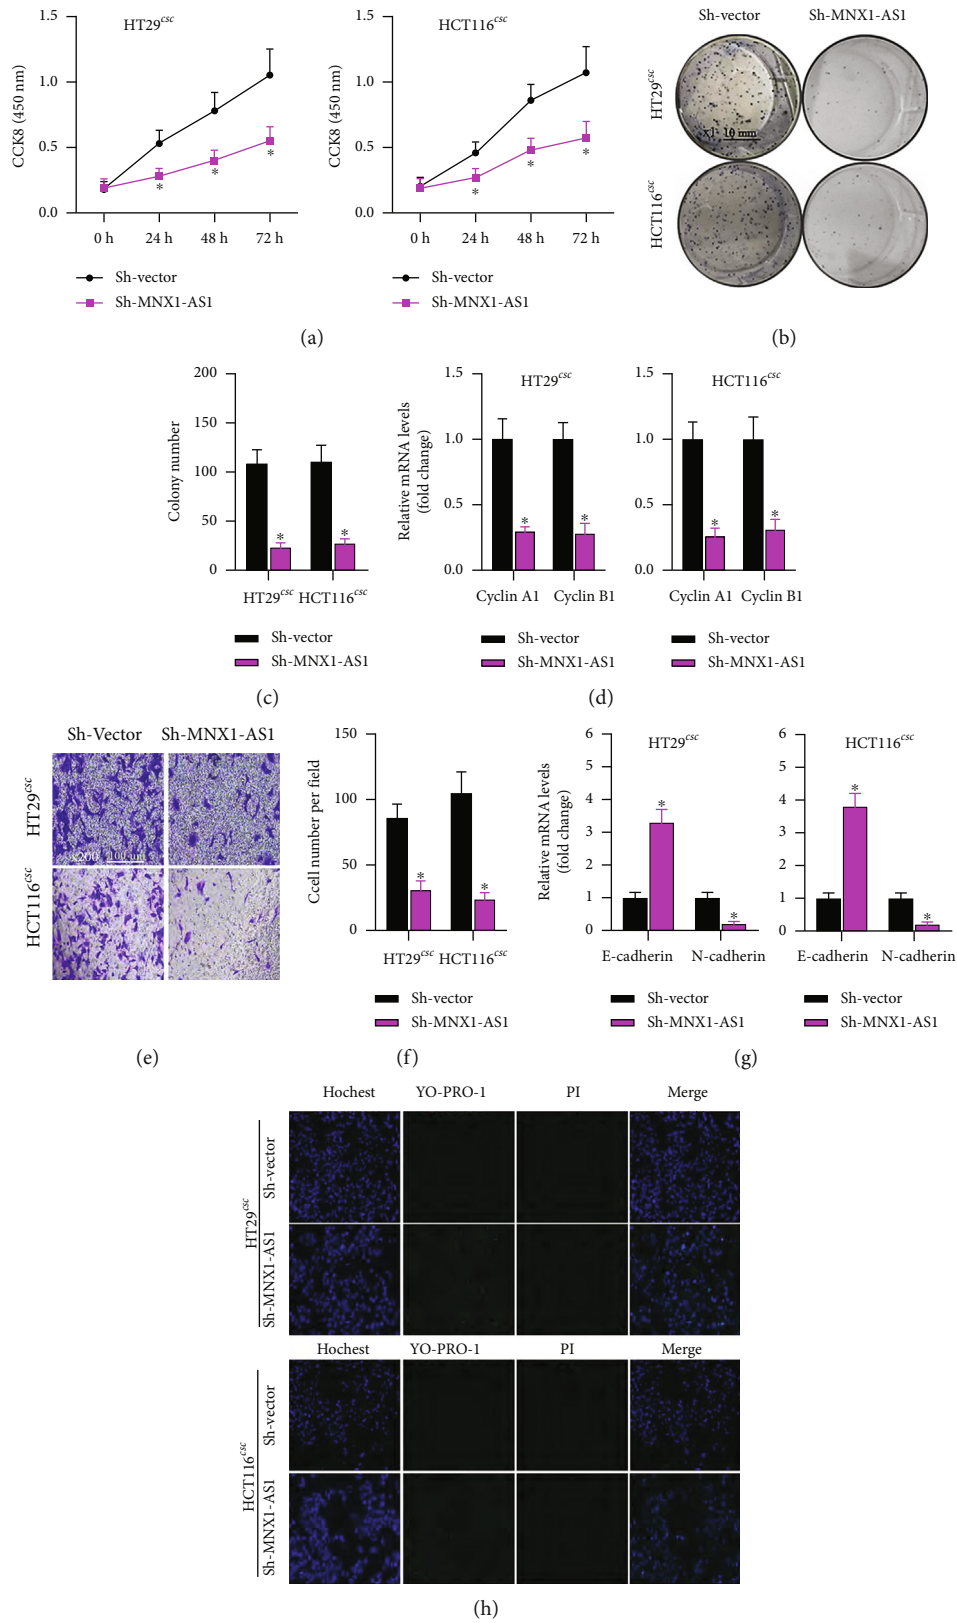 HT29csc
1.5
1.0
0.5
0.0
CCK8 (450 nm)
* * *
0 h 24 h 48 h 72 h
Sh-vector
Sh-MNX1-AS1
HCT116csc
1.5
1.0
0.5
0.0
CCK8 (450 nm)
* * *
0 h 24 h 48 h 72 h
Sh-vector
Sh-MNX1-AS1
(a)
Sh-vector Sh-MNX1-AS1
HT29csc
x1 10 mm
HCT116csc
(b)
200
150
100
50
0
Colony number
* *
HT29csc HCT116csc
Sh-vector
Sh-MNX1-AS1
(c)
HT29csc
1.5
1.0
0.5
0.0
Relative mRNA levels
(fold change)
* *
Cyclin A1 Cyclin B1
Sh-vector
Sh-MNX1-AS1
HCT116csc
1.5
1.0
0.5
0.0
* *
Cyclin A1 Cyclin B1
Sh-vector
Sh-MNX1-AS1
(d)
Sh-Vector Sh-MNX1-AS1
HT29csc
x200 100 μm
HCT116csc
(e)
150
100
50
0
Ccell number per field
* *
HT29csc HCT116csc
Sh-vector
Sh-MNX1-AS1
(f)
HT29csc
6
4
3
2
1
0
Relative mRNA levels
(fold change)
* *
E-cadherin N-cadherin
Sh-vector
Sh-MNX1-AS1
HCT116csc
6
4
2
1
0
* *
E-cadherin N-cadherin
Sh-vector
Sh-MNX1-AS1
(g)
Hochest YO-PRO-1 PI Merge
HT29csc
Sh-vector
Sh-MNX1-AS1
Hochest YO-PRO-1 PI Merge
HCT116csc
Sh-vector
Sh-MNX1-AS1
(h)